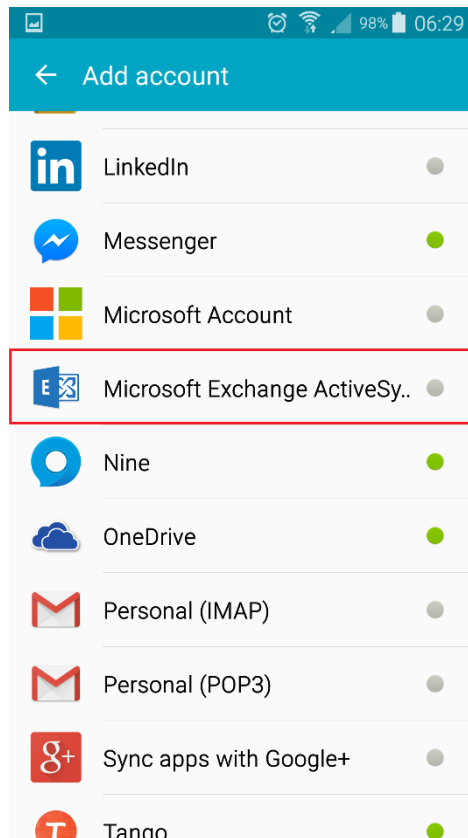 98% 06:29
Add account
in LinkedIn
Messenger
Microsoft Account
E Microsoft Exchange ActiveSy..
Nine
OneDrive
Personal (IMAP)
Personal (POP3)
g+ Sync apps with Google+
T Tango